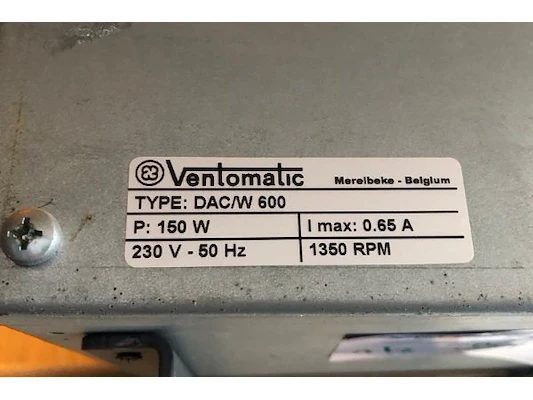 Ventomatic Merelbeke - Belgium
TYPE: DAC/W 600
P: 150 W I max: 0.65 A
230 V - 50 Hz 1350 RPM